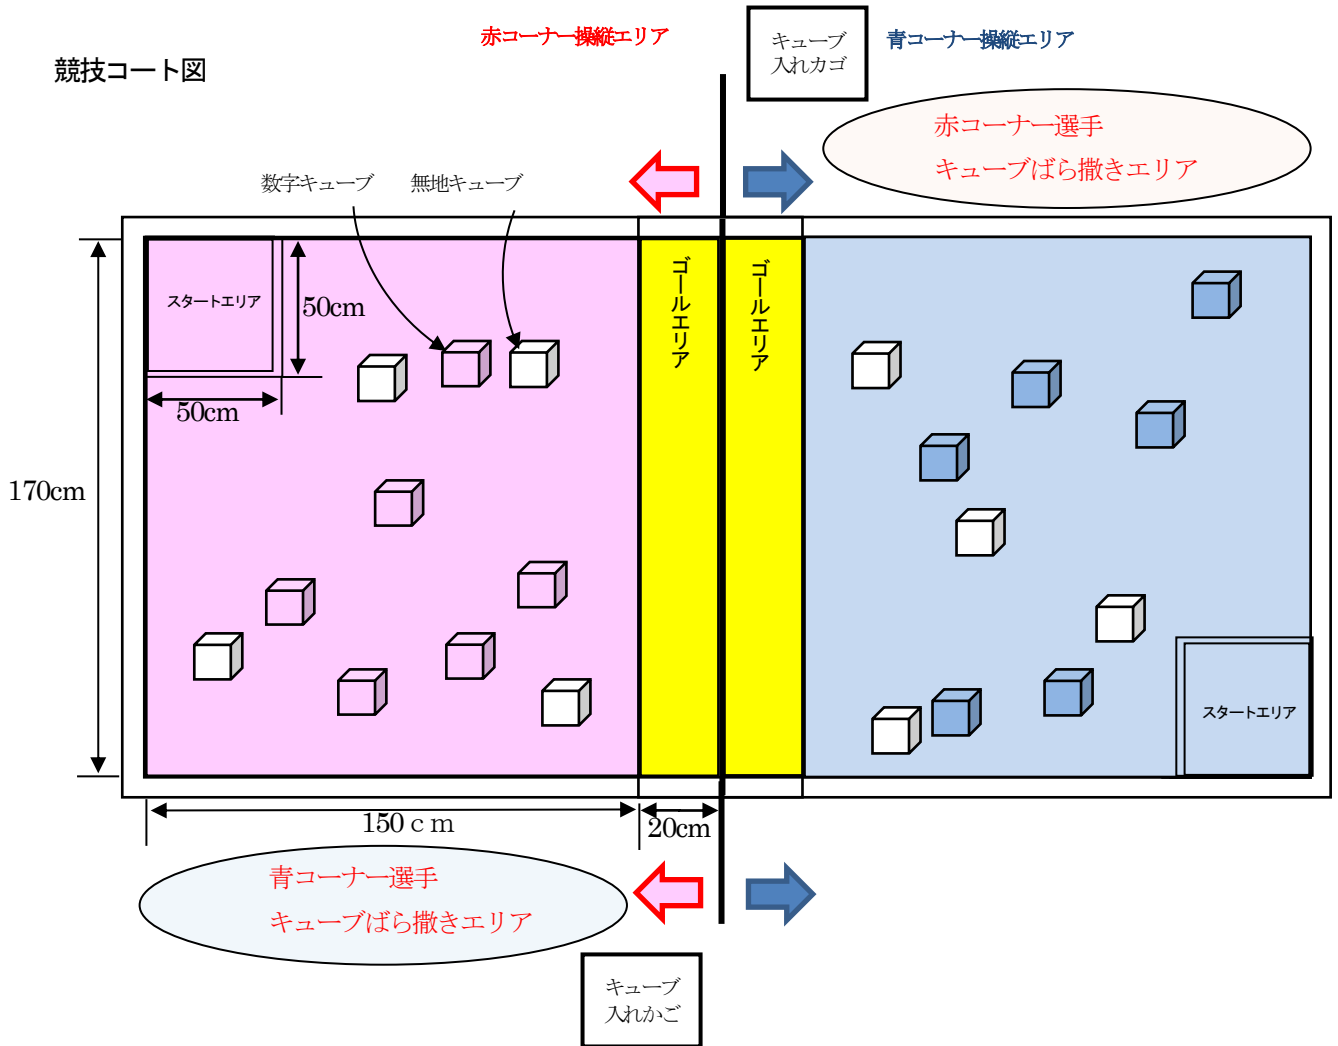 赤コーナー操縦エリア
キューブ
入れカゴ
青コーナー操縦エリア
競技コート図
赤コーナー選手
キューブばら撒きエリア
数字キューブ
無地キューブ
スタートエリア
50cm
50cm
ゴールエリア
ゴールエリア
170cm
スタートエリア
150ｃｍ
20cm
青コーナー選手
キューブばら撒きエリア
キューブ
入れかご